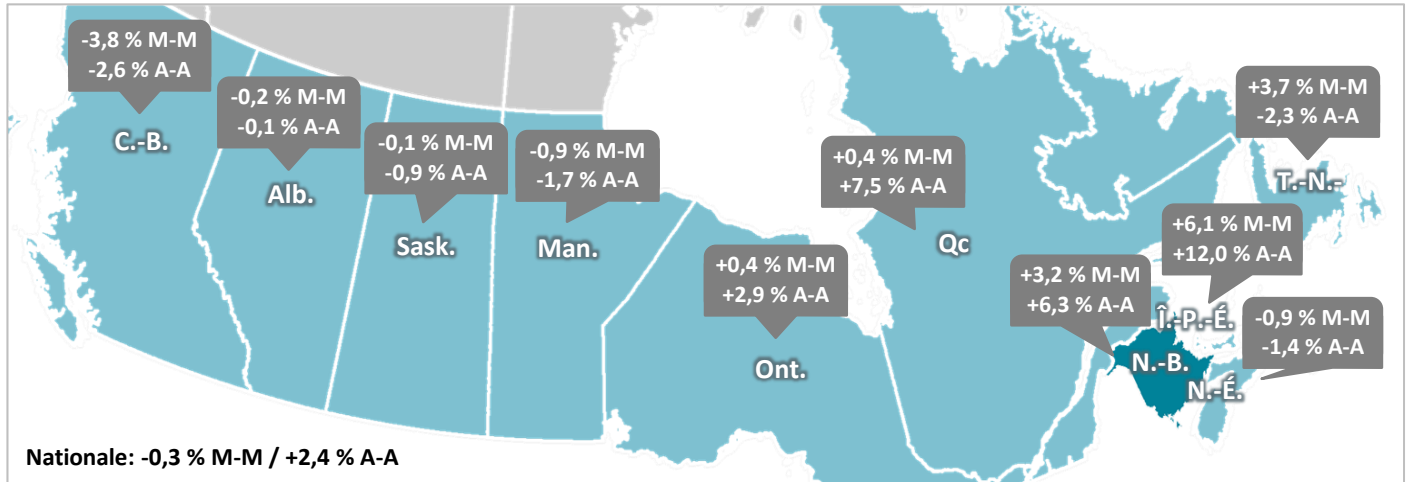 -3,8 % M-M
-2,6 % A-A
C.-B.
-0,2 % M-M
-0,1 % A-A
Alb.
-0,1 % M-M
-0,9 % A-A
Sask.
-0,9 % M-M
-1,7 % A-A
Man.
+0,4 % M-M
+2,9 % A-A
Ont.
+0,4 % M-M
+7,5 % A-A
Qc
+3,7 % M-M
-2,3 % A-A
T.-N.-
+6,1 % M-M
+12,0 % A-A
Î.-P.-É.
+3,2 % M-M
+6,3 % A-A
N.-B.
-0,9 % M-M
-1,4 % A-A
N.-É.
Nationale: -0,3 % M-M / +2,4 % A-A